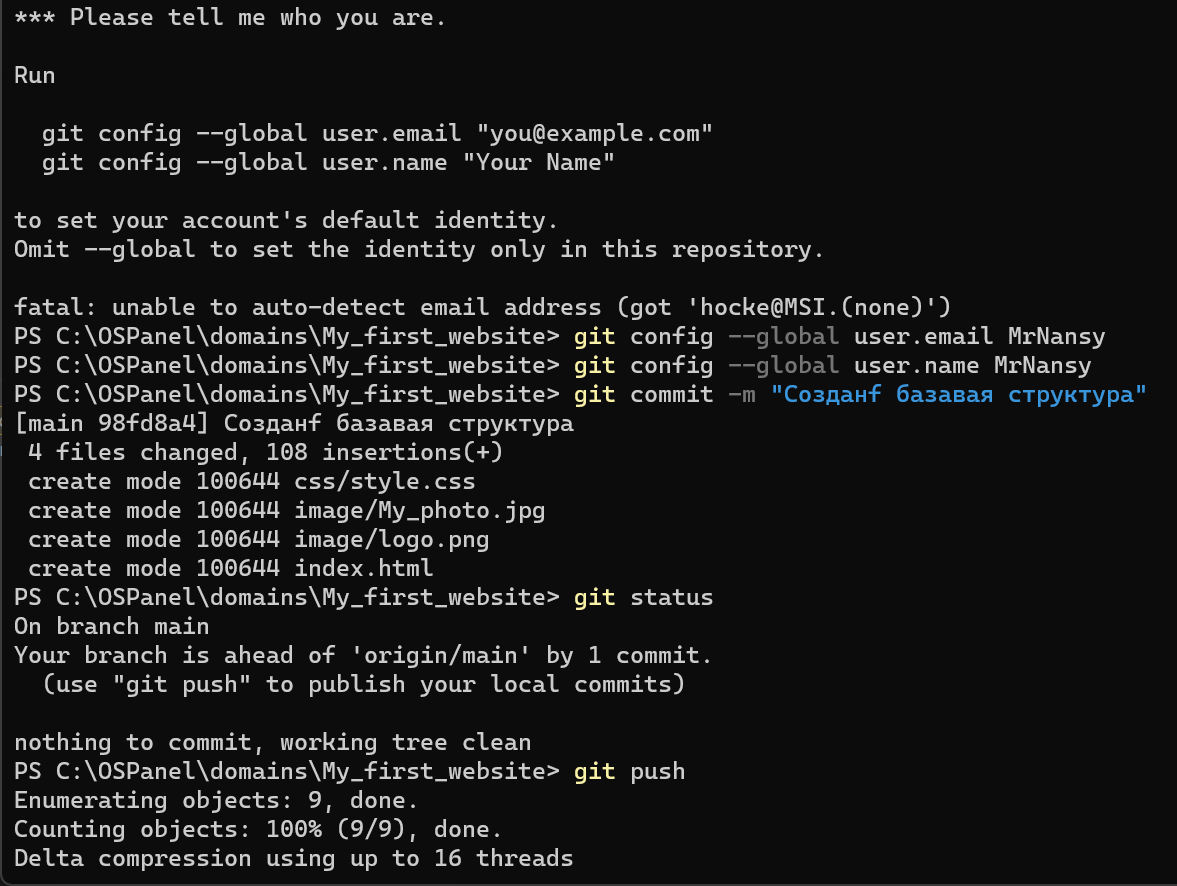 *** Please tell me who you are.
Run
git config --global user.email "you@example.com"
git config --global user.name "Your Name"
to set your account's default identity.
Omit --global to set the identity only in this repository.
fatal: unable to auto-detect email address (got 'hocke@MSI.(none)')
PS C:\OSPanel\domains\My_first_website> git config --global user.email MrNansy
PS C:\OSPanel\domains\My_first_website> git config --global user.name MrNansy
PS C:\OSPanel\domains\My_first_website> git commit -m "Созданf базавая структура"
[main 98fd8a4] Созданf базавая структура
4 files changed, 108 insertions(+)
create mode 100644 css/style.css
create mode 100644 image/My_photo.jpg
create mode 100644 image/logo.png
create mode 100644 index.html
PS C:\OSPanel\domains\My_first_website> git status
On branch main
Your branch is ahead of 'origin/main' by 1 commit.
(use "git push" to publish your local commits)
nothing to commit, working tree clean
PS C:\OSPanel\domains\My_first_website> git push
Enumerating objects: 9, done.
Counting objects: 100% (9/9), done.
Delta compression using up to 16 threads